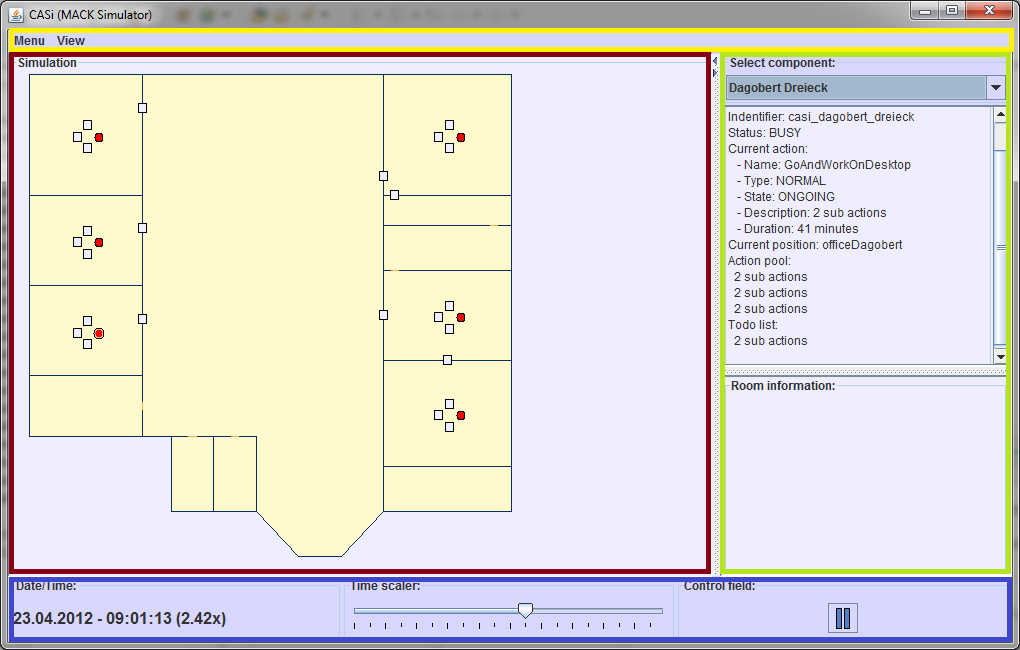 CASi (MACK Simulator)
Menu View
Simulation
Select component:
Dagobert Dreieck
Indentifier: casi_dagobert_dreieck
Status: BUSY
Current action:
- Name: GoAndWorkOnDesktop
- Type: NORMAL
- State: ONGOING
- Description: 2 sub actions
- Duration: 41 minutes
Current position: officeDagobert
Action pool:
2 sub actions
2 sub actions
2 sub actions
Todo list:
2 sub actions
Room information:
Date/Time:
23.04.2012 - 09:01:13 (2.42x)
Time scaler:
Control field: